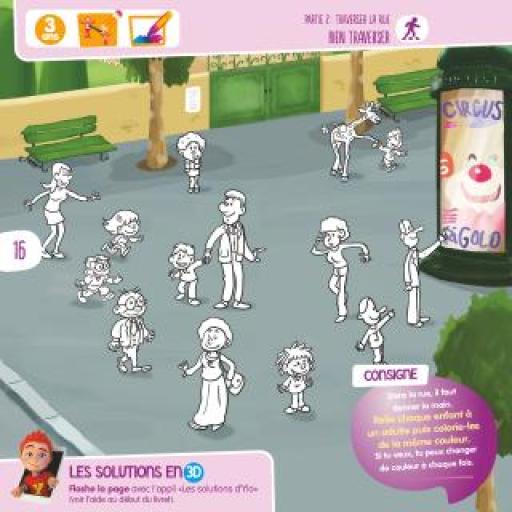 3
ans
PARTIE 2 : TRAVERSER LA RUE
BIEN TRAVERSER
CIRCUS
GIGOLO
16
CONSIGNE
Dans la rue, il faut
donner la main.
Relie chaque enfant à
un adulte puis colorie-les
de la même couleur.
Si tu veux, tu peux changer
de couleur à chaque fois.
LES SOLUTIONS EN 3D
Flashe la page avec l'appli «Les solutions d'Yo»
(voir l'aide au début du livret).